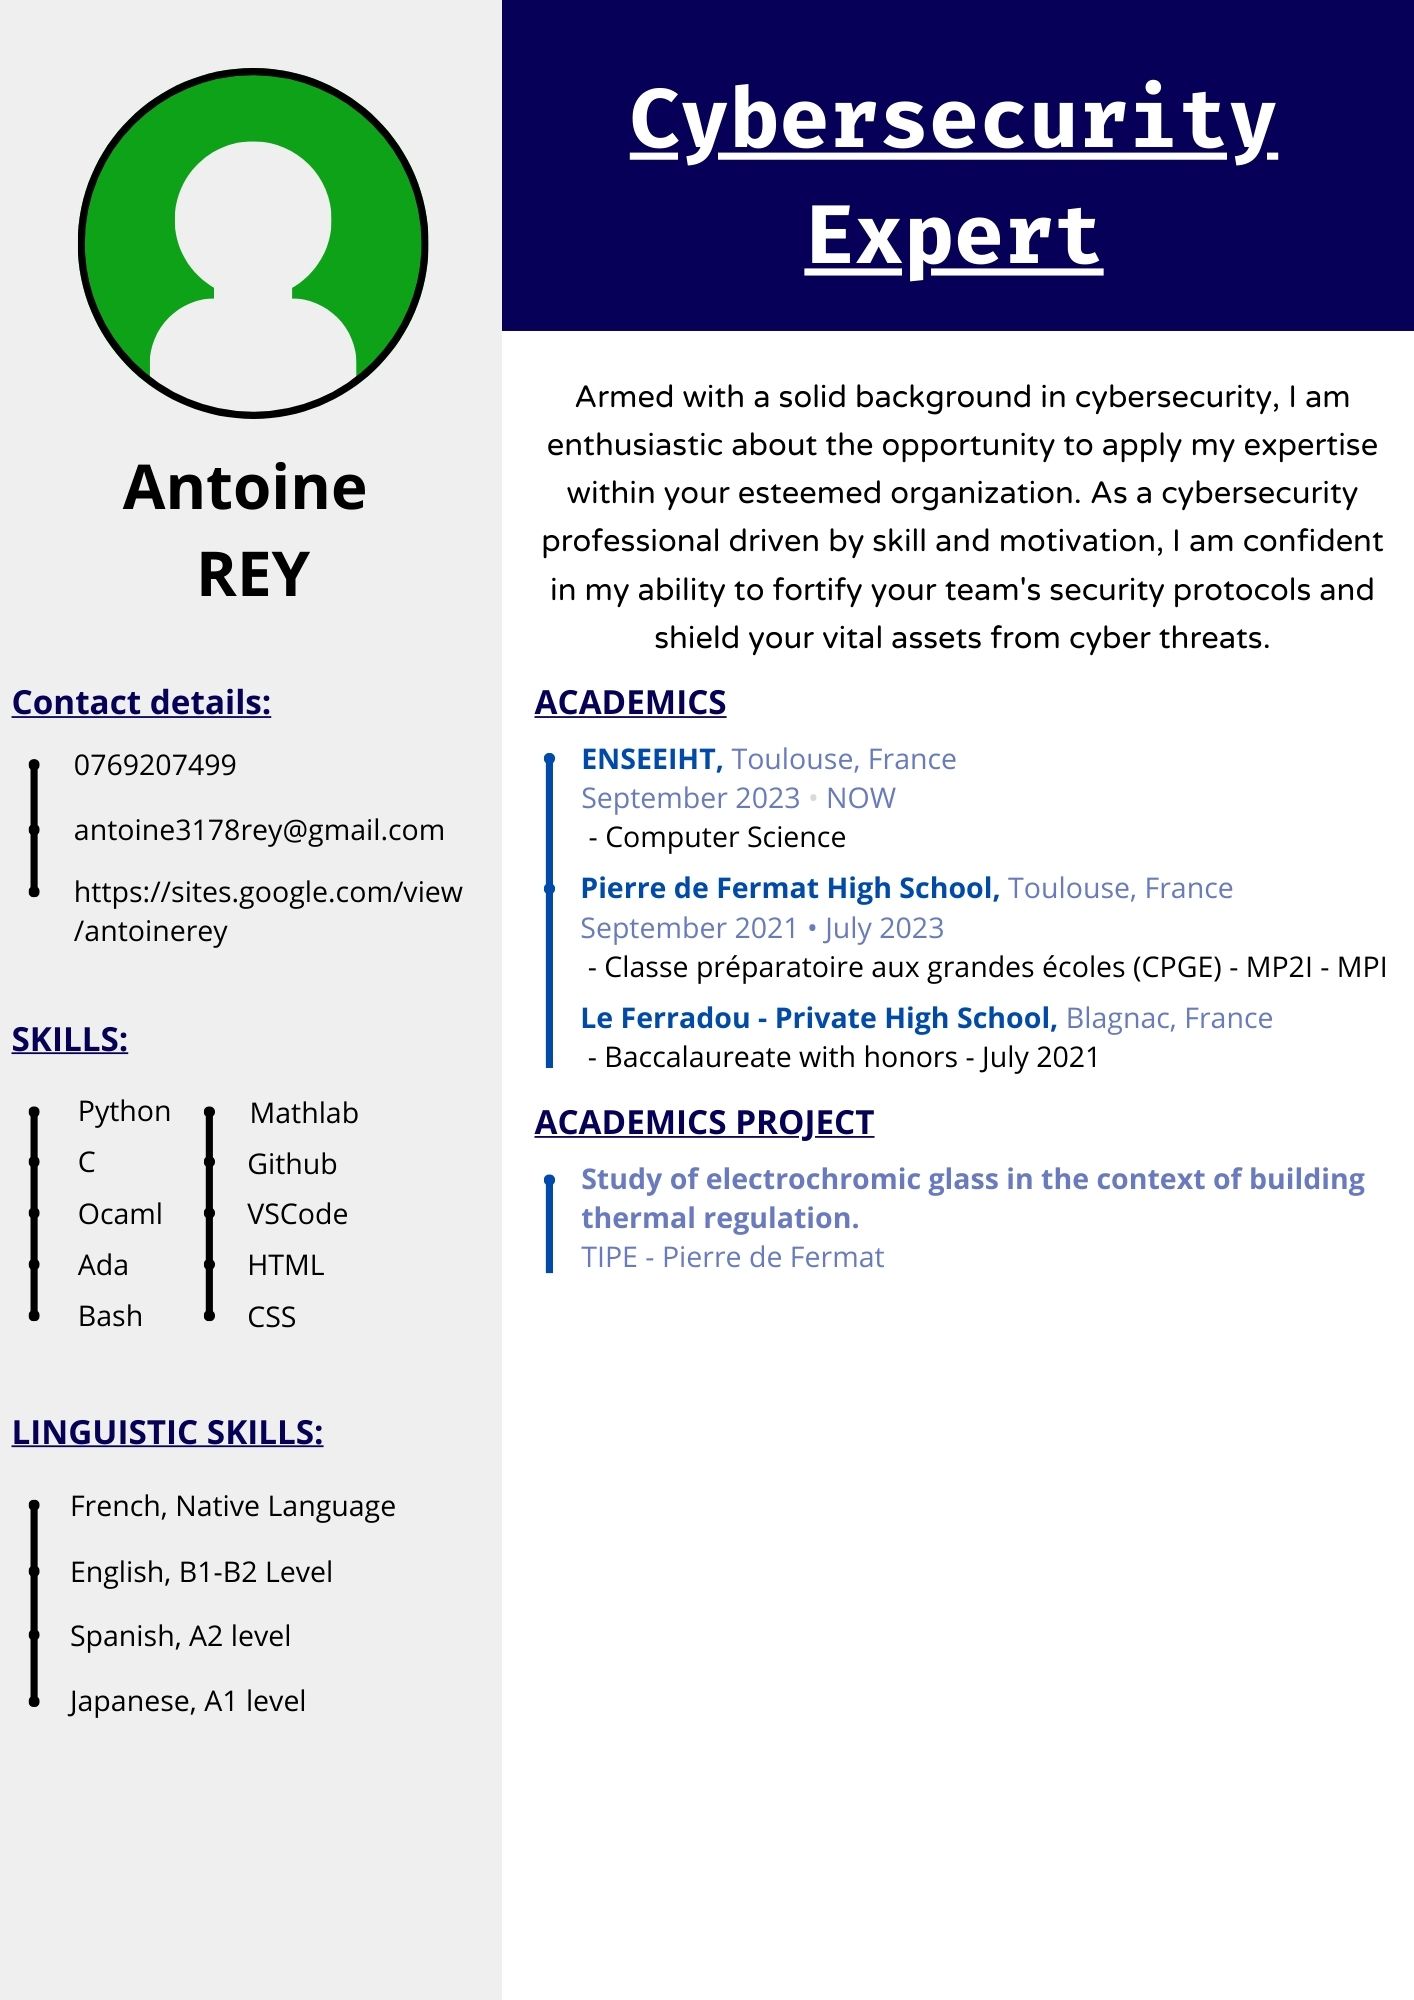 Cybersecurity
Expert
Antoine
REY
Armed with a solid background in cybersecurity, I am
enthusiastic about the opportunity to apply my expertise
within your esteemed organization. As a cybersecurity
professional driven by skill and motivation, I am confident
in my ability to fortify your team's security protocols and
shield your vital assets from cyber threats.
Contact details:
0769207499
antoine3178rey@gmail.com
https://sites.google.com/view
/antoinerey
SKILLS:
Python
C
Ocaml
Ada
Bash
Mathlab
Github
VSCode
HTML
CSS
LINGUISTIC SKILLS:
French, Native Language
English, B1-B2 Level
Spanish, A2 level
Japanese, A1 level
ACADEMICS
ENSEEIHT, Toulouse, France
September 2023 • NOW
- Computer Science
Pierre de Fermat High School, Toulouse, France
September 2021 • July 2023
- Classe préparatoire aux grandes écoles (CPGE) - MP2I - MPI
Le Ferradou - Private High School, Blagnac, France
- Baccalaureate with honors - July 2021
ACADEMICS PROJECT
Study of electrochromic glass in the context of building
thermal regulation.
TIPE - Pierre de Fermat